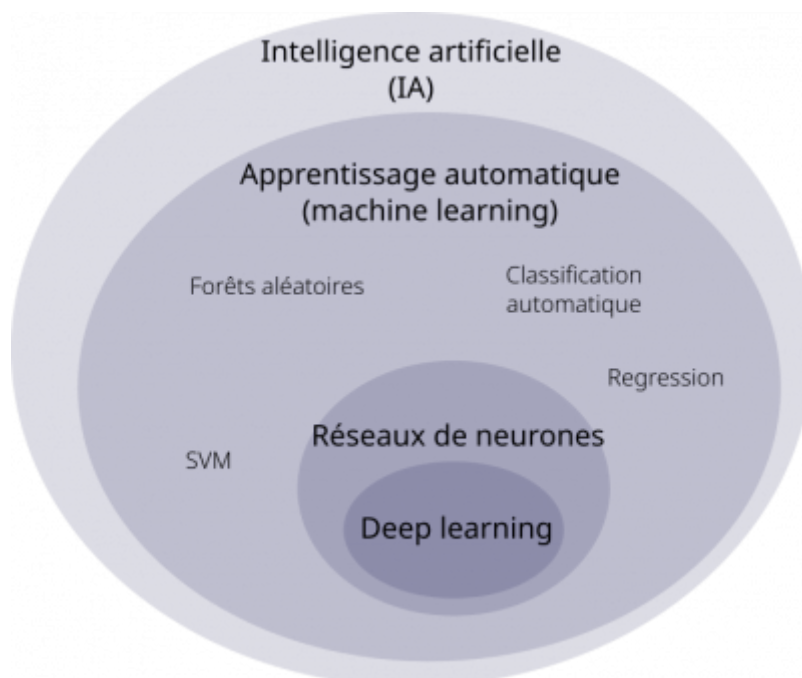 Intelligence artificielle
(IA)
Apprentissage automatique
(machine learning)
Forêts aléatoires
Classification
automatique
Regression
Réseaux de neurones
SVM
Deep learning